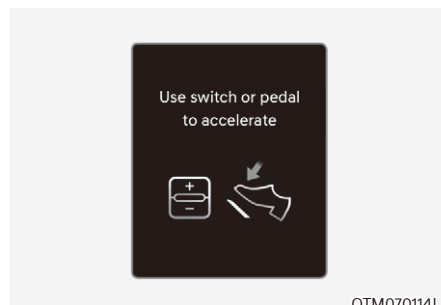 Use switch or pedal
to accelerate
+
-
OTM070114L